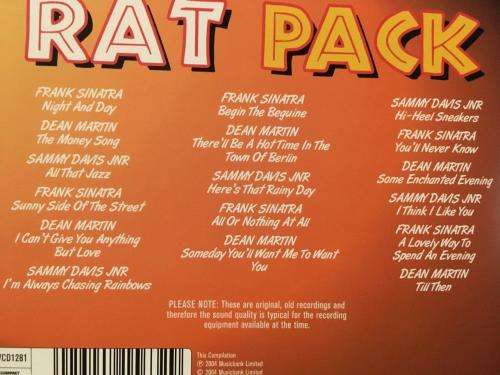 RAT PACK
FRANK SINATRA
Night And Day
DEAN MARTIN
The Money Song
SAMMY DAVIS JNR
All That Jazz
FRANK SINATRA
Sunny Side Of The Street
DEAN MARTIN
I Can't Give You Anything
But Love
SAMMY DAVIS JNR
I'm Always Chasing Rainbows
FRANK SINATRA
Begin The Beguine
DEAN MARTIN
There'll Be A Hot Time In The
Town Of Berlin
SAMMY DAVIS JNR
Here's That Rainy Day
FRANK SINATRA
All Or Nothing At All
DEAN MARTIN
Someday You'll Want Me To Want
You
SAMMY DAVIS JNR
Hi-Heel Sneakers
FRANK SINATRA
You'll Never Know
DEAN MARTIN
Some Enchanted Evening
SAMMY DAVIS JNR
I Think I Like You
FRANK SINATRA
A Lovely Way To
Spend An Evening
DEAN MARTIN
Till Then
PLEASE NOTE: These are original, old recordings and
therefore the sound quality is typical for the recording
equipment available at the time.
CD1281
This Compilation
℗ 2004 Musicbank Limited
© 2004 Musicbank Limited